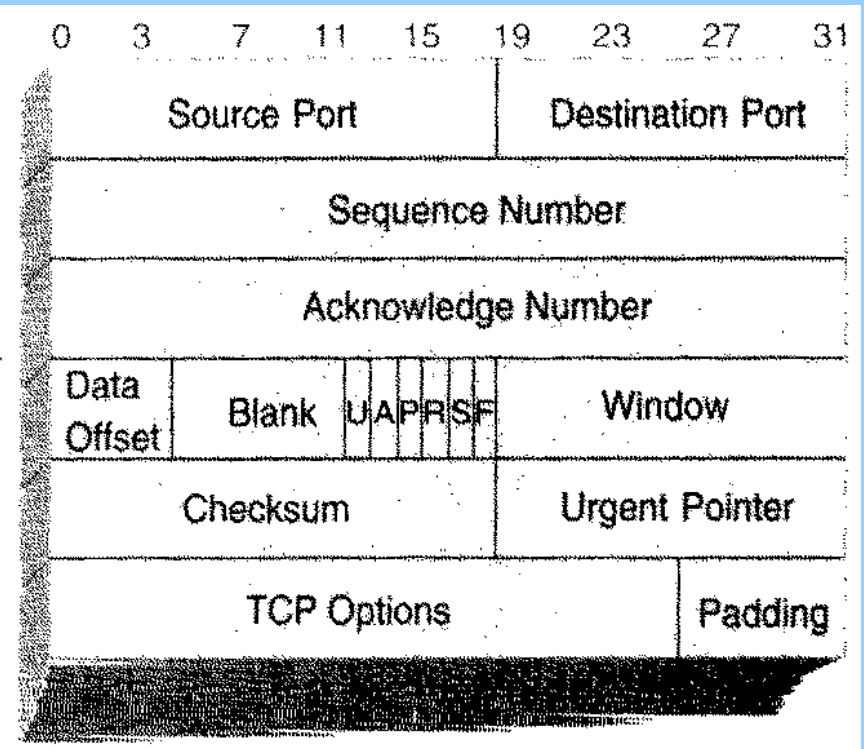 0 3 7 11 15 19 23 27 31
Source Port Destination Port
Sequence Number
Acknowledge Number
Data Offset Blank U A P R S F Window
Checksum Urgent Pointer
TCP Options Padding